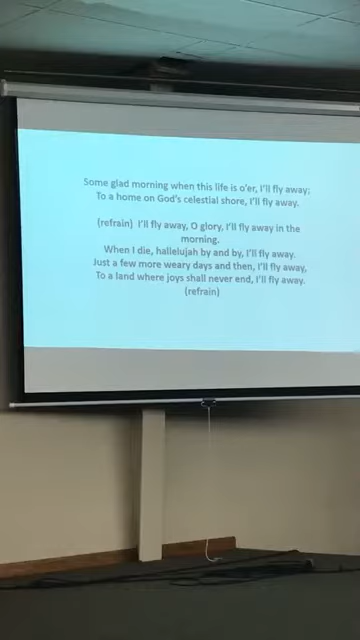 Some glad morning when this life is o'er, I'll fly away;
To a home on God's celestial shore, I'll fly away.
(refrain) I'll fly away, O glory, I'll fly away in the
morning.
When I die, hallelujah by and by, I'll fly away.
Just a few more weary days and then, I'll fly away,
To a land where joys shall never end, I'll fly away.
(refrain)